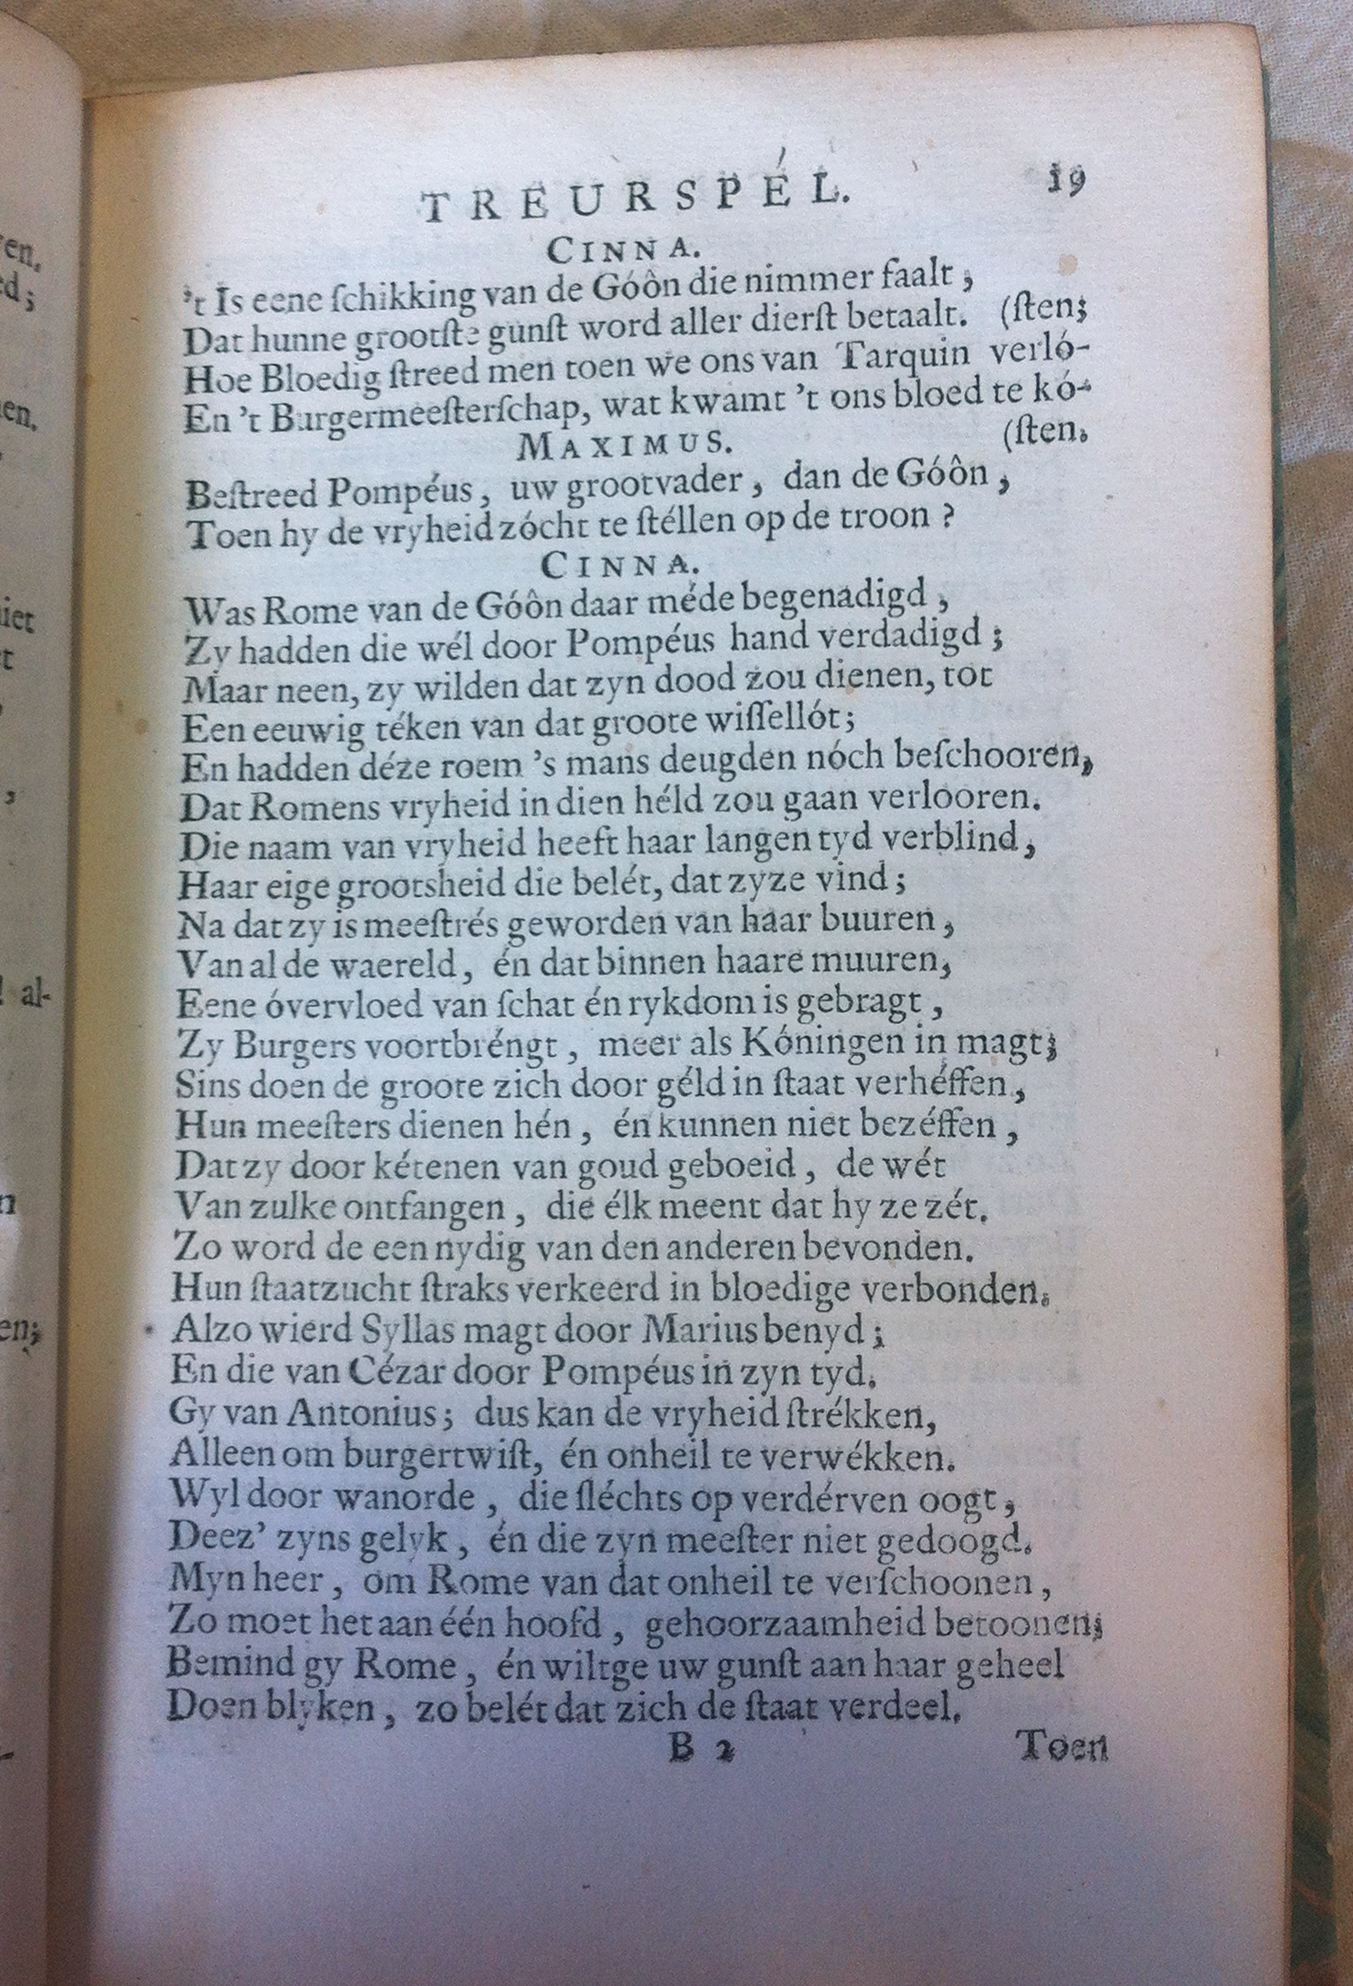 TREURSPÉL. 19
CINNA.
't Is eene ſchikking van de Góôn die nimmer faalt,
Dat hunne grootſte gunſt word aller dierſt betaalt. (ſten;
Hoe Bloedig ſtreed men toen we ons van Tarquin verló-
En 't Burgermeeſterſchap, wat kwamt 't ons bloed te kó-
MAXIMUS. (ſten.
Beſtreed Pompéus, uw grootvader, dan de Góôn,
Toen hy de vryheid zócht te ſtéllen op de troon?
CINNA.
Was Rome van de Góôn daar méde begenadigd,
Zy hadden die wél door Pompéus hand verdadigd;
Maar neen, zy wilden dat zyn dood zou dienen, tot
Een eeuwig téken van dat groote wiſſellót;
En hadden déze roem 's mans deugden nóch beſchooren,
Dat Romens vryheid in dien héld zou gaan verlooren.
Die naam van vryheid heeft haar langen tyd verblind,
Haar eige grootsheid die belét, dat zyze vind;
Na dat zy is meeſtrés geworden van haar buuren,
Van al de waereld, én dat binnen haare muuren,
Eene óvervloed van ſchat én rykdom is gebragt,
Zy Burgers voortbréngt, meer als Kóningen in magt;
Sins doen de groote zich door géld in ſtaat verhéffen,
Hun meeſters dienen hén, én kunnen niet bezéffen,
Dat zy door kétenen van goud geboeid, de wét
Van zulke ontfangen, die élk meent dat hy ze zét.
Zo word de een nydig van den anderen bevonden.
Hun ſtaatzucht ſtraks verkeerd in bloedige verbonden.
Alzo wierd Syllas magt door Marius benyd;
En die van Cézar door Pompéus in zyn tyd.
Gy van Antonius; dus kan de vryheid ſtrékken,
Alleen om burgertwiſt, én onheil te verwékken.
Wyl door wanorde, die ſléchts op verdérven oogt,
Deez' zyns gelyk, én die zyn meeſter niet gedoogd.
Myn heer, om Rome van dat onheil te verſchoonen,
Zo moet het aan één hoofd, gehoorzaamheid betoonen;
Bemind gy Rome, én wiltge uw gunſt aan haar geheel
Doen blyken, zo belét dat zich de ſtaat verdeel.
B 2 Toen